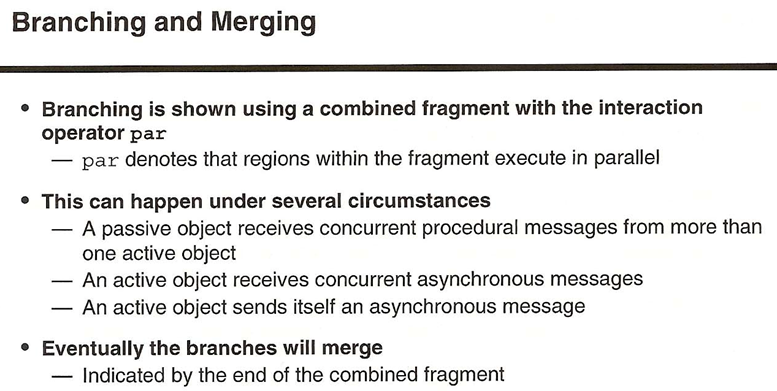 Branching and Merging
• Branching is shown using a combined fragment with the interaction
operator par
— par denotes that regions within the fragment execute in parallel
• This can happen under several circumstances
— A passive object receives concurrent procedural messages from more than
one active object
— An active object receives concurrent asynchronous messages
— An active object sends itself an asynchronous message
• Eventually the branches will merge
— Indicated by the end of the combined fragment